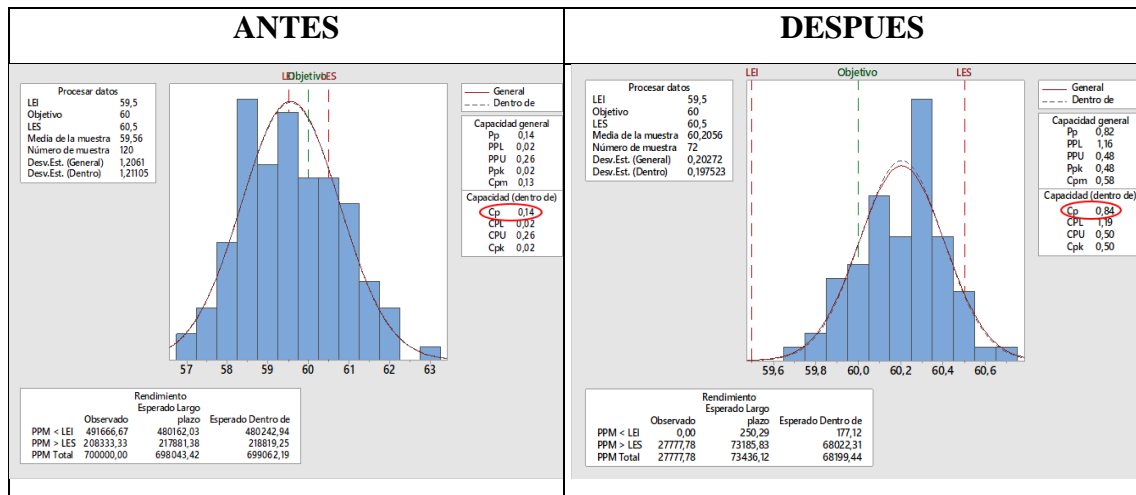 ANTES
LEI Objetivo LES
Procesar datos
LEI 59,5
Objetivo 60
LES 60,5
Media de la muestra 59,56
Número de muestra 120
Desv.Est. (General) 1,2061
Desv.Est. (Dentro) 1,21105
General
Dentro de
Capacidad general
Pp 0,14
PPL 0,02
PPU 0,26
Ppk 0,02
Cpm 0,13
Capacidad (dentro de)
Cp 0,14
CPL 0,02
CPU 0,26
Cpk 0,02
57 58 59 60 61 62 63
Rendimiento
Esperado Largo
Observado plazo Esperado Dentro de
PPM < LEI 491666,67 480162,03 480242,94
PPM > LES 208333,33 217881,38 218819,25
PPM Total 700000,00 698043,42 699062,19
DESPUES
LEI Objetivo LES
Procesar datos
LEI 59,5
Objetivo 60
LES 60,5
Media de la muestra 60,2056
Número de muestra 72
Desv.Est. (General) 0,20272
Desv.Est. (Dentro) 0,197523
General
Dentro de
Capacidad general
Pp 0,82
PPL 1,16
PPU 0,48
Ppk 0,48
Cpm 0,58
Capacidad (dentro de)
Cp 0,84
CPL 1,19
CPU 0,50
Cpk 0,50
59,6 59,8 60,0 60,2 60,4 60,6
Rendimiento
Esperado Largo
Observado plazo Esperado Dentro de
PPM < LEI 0,00 250,29 177,12
PPM > LES 27777,78 73185,83 68022,31
PPM Total 27777,78 73436,12 68199,44